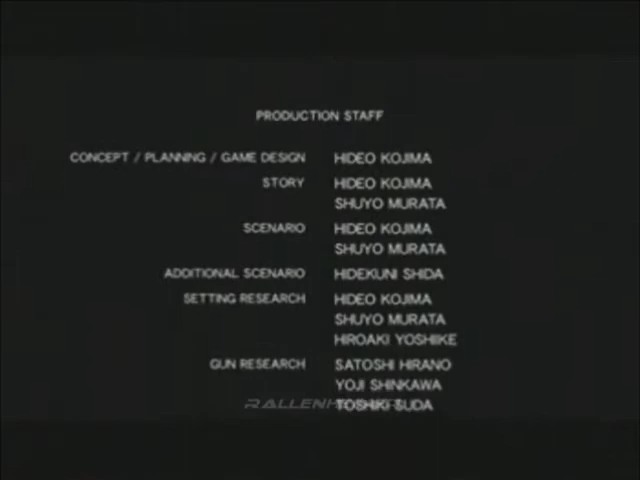 PRODUCTION STAFF
CONCEPT / PLANNING / GAME DESIGN HIDEO KOJIMA
STORY HIDEO KOJIMA
SHUYO MURATA
SCENARIO HIDEO KOJIMA
SHUYO MURATA
ADDITIONAL SCENARIO HIDEKUNI SHIDA
SETTING RESEARCH HIDEO KOJIMA
SHUYO MURATA
HIROAKI YOSHIIKE
GUN RESEARCH SATOSHI HIRANO
YOJI SHINKAWA
TOSHIKI SUDA